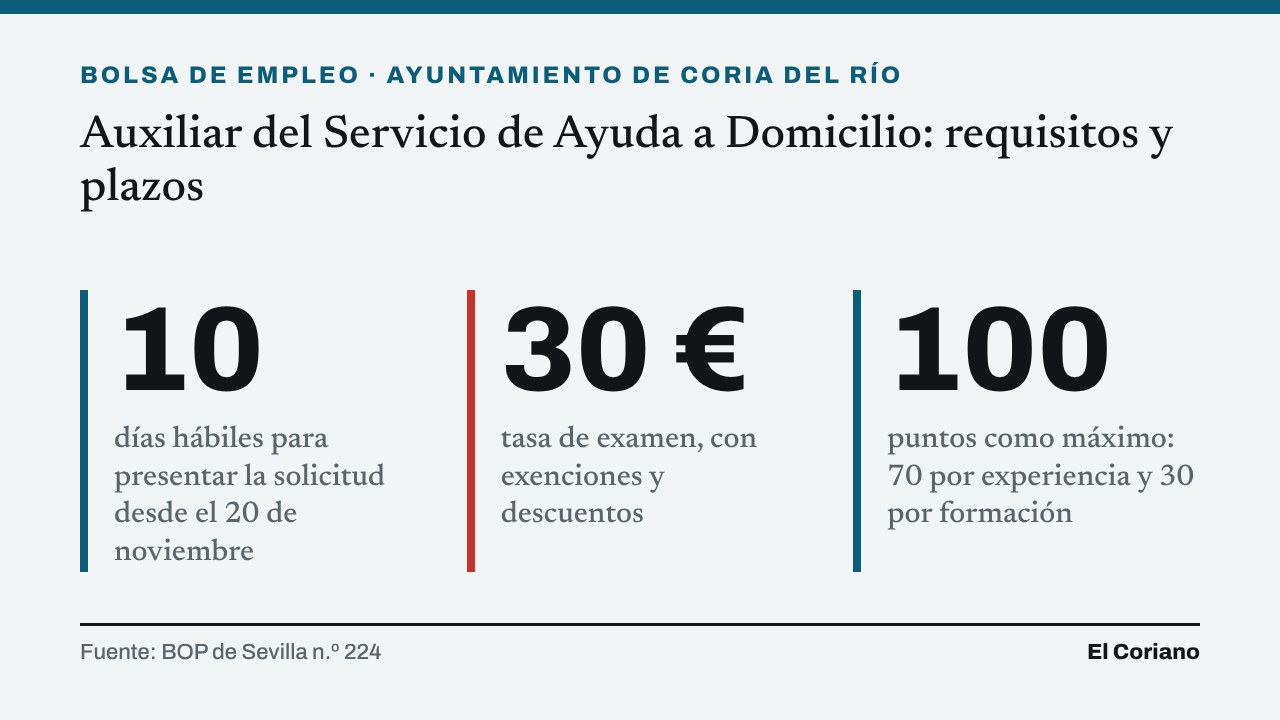 BOLSA DE EMPLEO · AYUNTAMIENTO DE CORIA DEL RÍO
Auxiliar del Servicio de Ayuda a Domicilio: requisitos y
plazos
10
días hábiles para
presentar la solicitud
desde el 20 de
noviembre
30 €
tasa de examen, con
exenciones y
descuentos
100
puntos como máximo:
70 por experiencia y 30
por formación
Fuente: BOP de Sevilla n.º 224
El Coriano